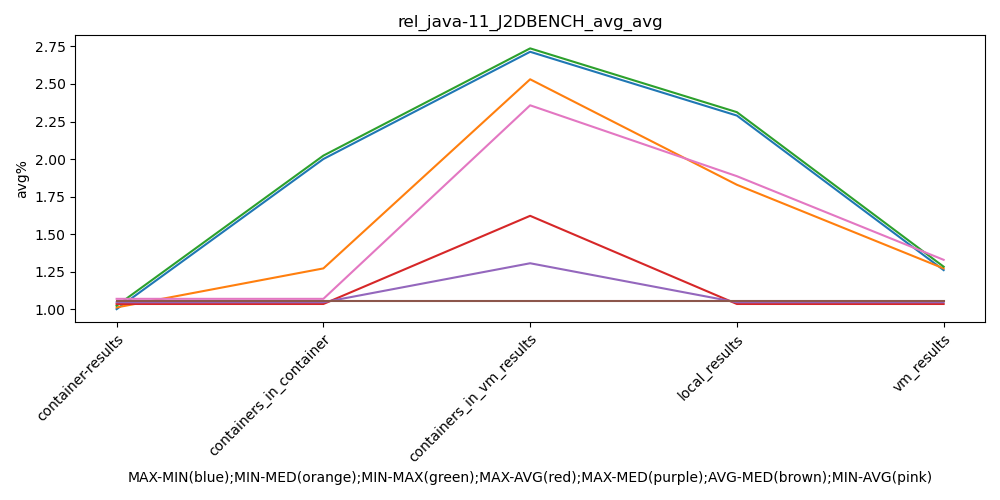 rel_java-11_J2DBENCH_avg_avg
avg%
2.75
2.50
2.25
2.00
1.75
1.50
1.25
1.00
container-results
containers_in_container
containers_in_vm_results
local_results
vm_results
MAX-MIN(blue);MIN-MED(orange);MIN-MAX(green);MAX-AVG(red);MAX-MED(purple);AVG-MED(brown);MIN-AVG(pink)